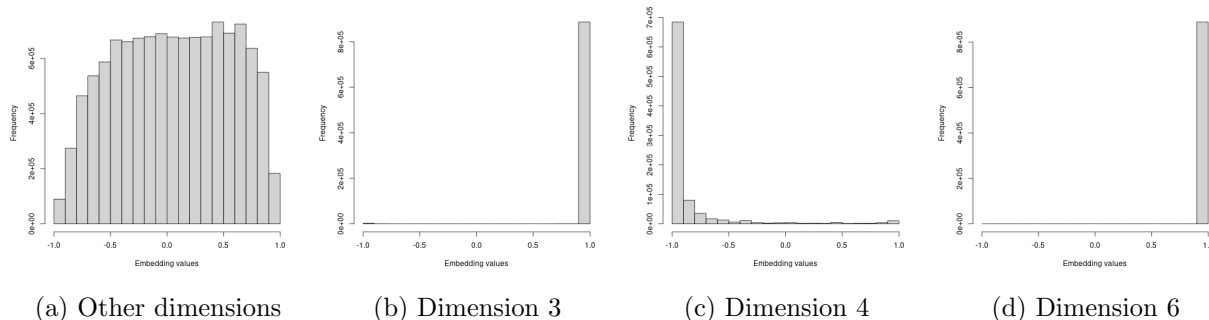 Frequency
0e+00 2e+05 4e+05 6e+05
-1.0 -0.5 0.0 0.5 1.0
Embedding values
(a) Other dimensions
Frequency
0e+00 2e+05 4e+05 6e+05 8e+05
-1.0 -0.5 0.0 0.5 1.0
Embedding values
(b) Dimension 3
Frequency
0e+00 1e+05 2e+05 3e+05 4e+05 5e+05 6e+05 7e+05
-1.0 -0.5 0.0 0.5 1.0
Embedding values
(c) Dimension 4
Frequency
0e+00 2e+05 4e+05 6e+05 8e+05
-1.0 -0.5 0.0 0.5 1.
Embedding values
(d) Dimension 6